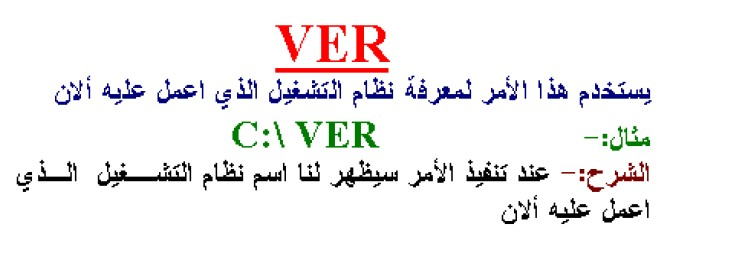 VER
يستخدم هذا الأمر لمعرفة نظام التشغيل الذي اعمل عليه ألان
مثال:- C:\ VER
الشرح:- عند تنفيذ الأمر سيظهر لنا اسم نظام التشـــغيل الـــذي
اعمل عليه ألان